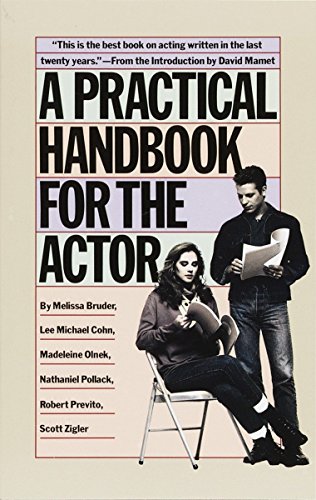 “This is the best book on acting written in the last
twenty years.”—From the Introduction by David Mamet
A PRACTICAL
HANDBOOK
FOR THE
ACTOR
By Melissa Bruder,
Lee Michael Cohn,
Madeleine Olnek,
Nathaniel Pollack,
Robert Previto,
Scott Zigler